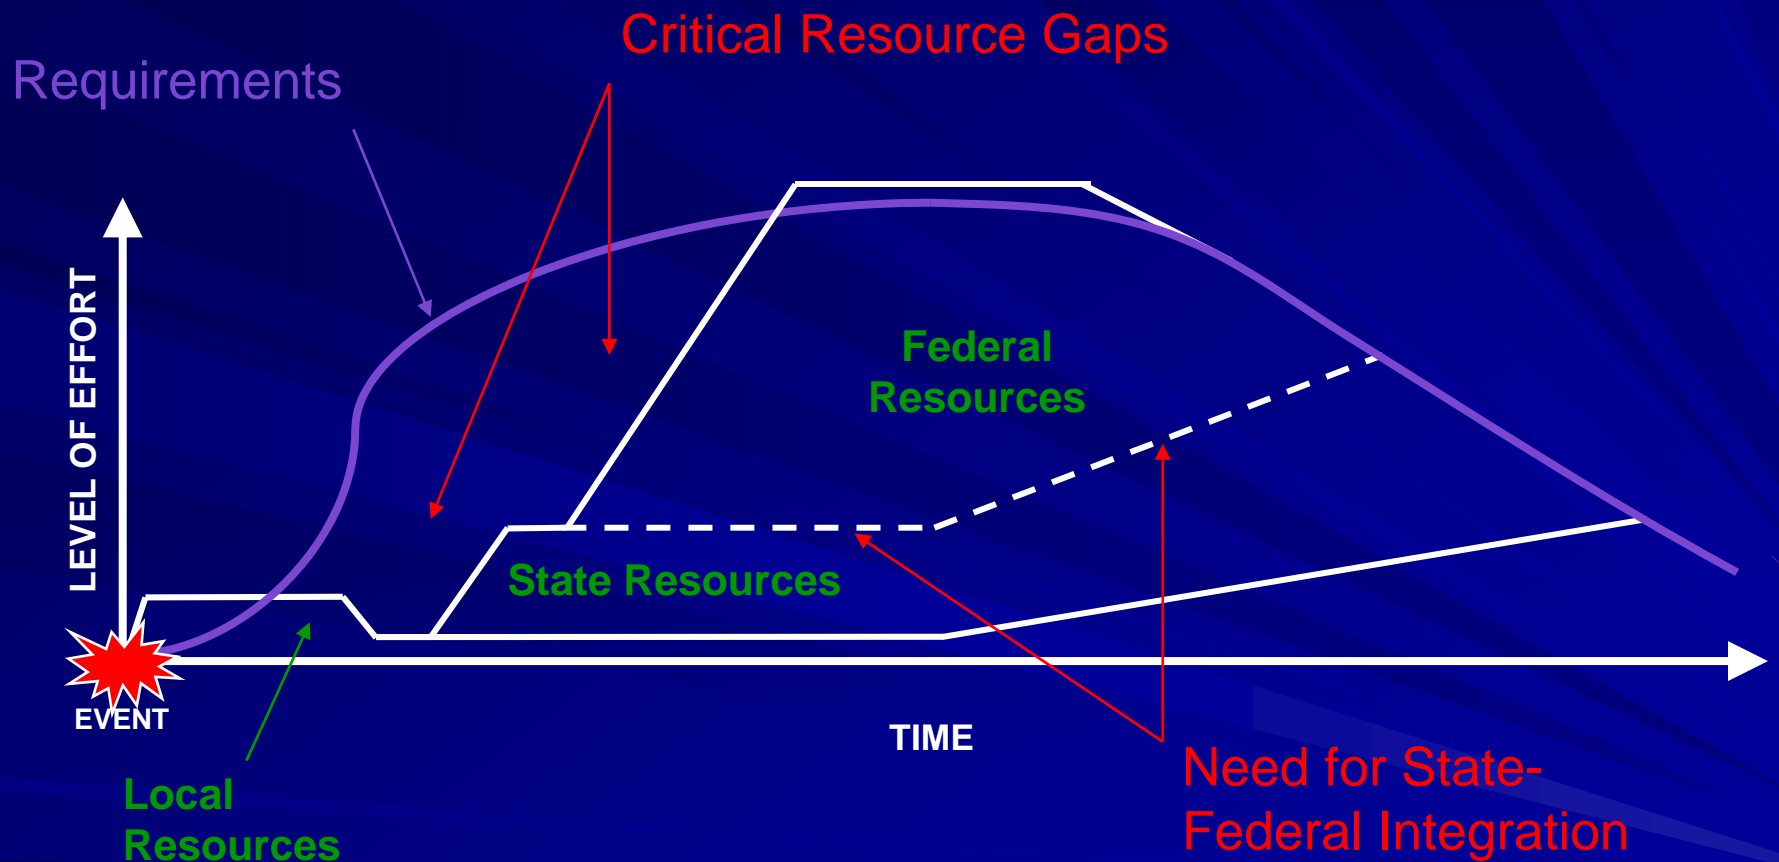 Critical Resource Gaps
Requirements
LEVEL OF EFFORT
Federal
Resources
State Resources
EVENT
TIME
Local
Resources
Need for State-
Federal Integration